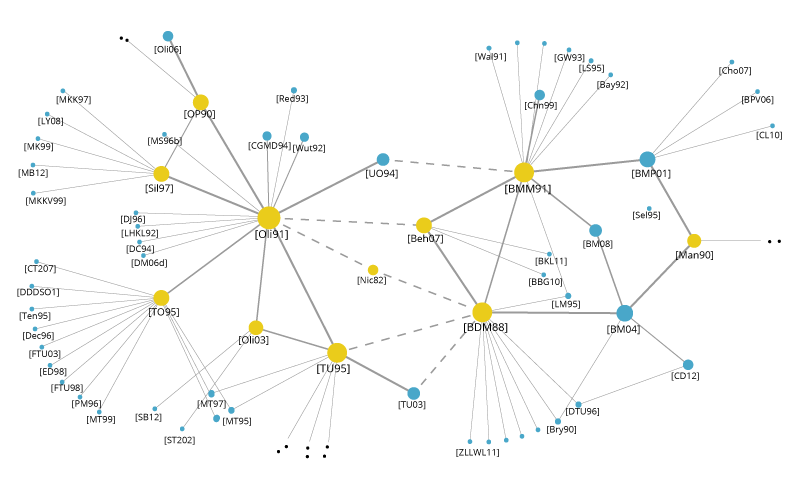 [Oli06]
[Wal91]
[GW93]
[LS95]
[Cho07]
[Bay92]
[MKK97]
[Red93]
[Chn99]
[BPV06]
[OP90]
[LY08]
[CL10]
[MS96b]
[CGMD94]
[Wut92]
[MK99]
[MB12]
[Sil97]
[UO94]
[BMM91]
[BMP01]
[MKKV99]
[DJ96]
[Sel95]
[LHKL92]
[Oli91]
[Beh07]
[DC94]
[BM08]
[Man90]
[DM06d]
[BKL11]
[CT207]
[Nic82]
[BBG10]
[DDDSO1]
[TO95]
[LM95]
[Ten95]
[BDM88]
[BM04]
[Dec96]
[Oli03]
[FTU03]
[TU95]
[ED98]
[CD12]
[FTU98]
[PM96]
[MT97]
[TU03]
[DTU96]
[MT99]
[SB12]
[MT95]
[Bry90]
[ST202]
[ZLLWL11]